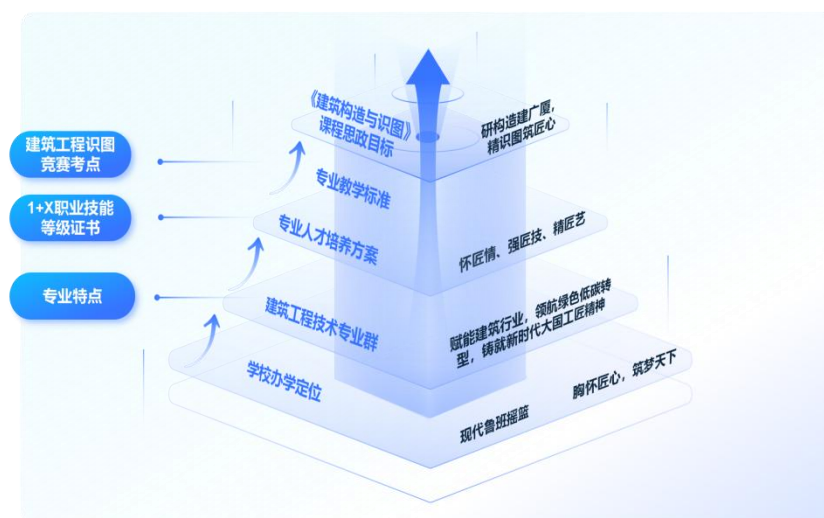 《建筑构造与识图》
课程思政目标
研构造建广厦，
精识图筑匠心
建筑工程识图
竞赛考点
专业教学标准
1+X职业技能
等级证书
专业人才培养方案
怀匠情、强匠技、精匠艺
专业特点
建筑工程技术专业群
赋能建筑行业，领航绿色低碳转
型，铸就新时代大国工匠精神
学校办学定位
现代鲁班摇篮
胸怀匠心，筑梦天下